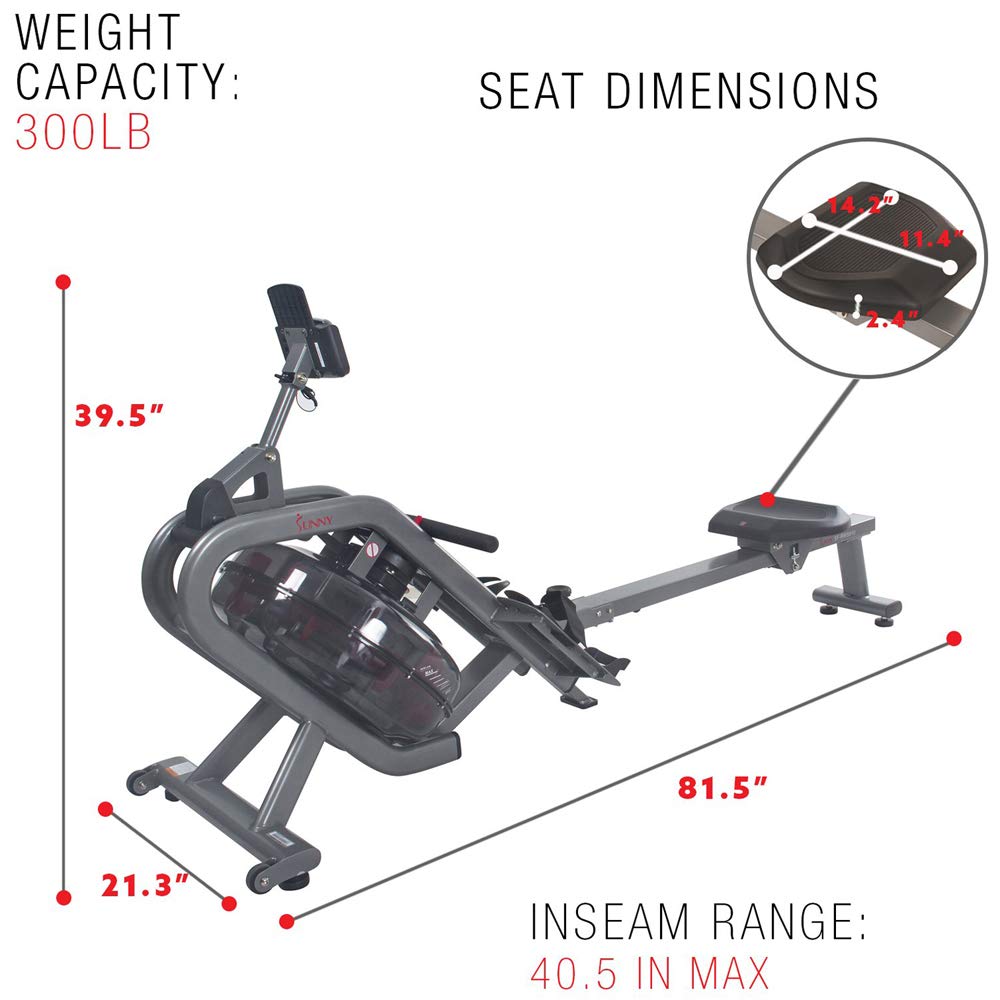 WEIGHT
CAPACITY:
300LB
SEAT DIMENSIONS
14.2”
11.4”
2.4”
39.5”
SUNNY
81.5”
21.3”
INSEAM RANGE:
40.5 IN MAX